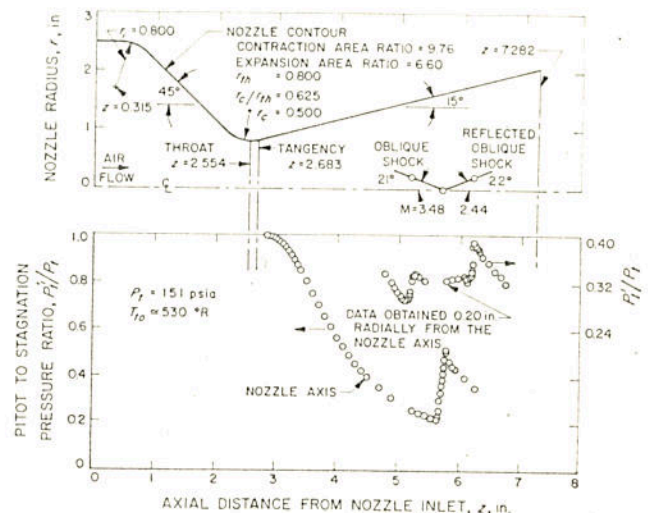 r_i = 0.800
NOZZLE CONTOUR
CONTRACTION AREA RATIO = 9.76
EXPANSION AREA RATIO = 6.60
r_th = 0.800
r_c/r_th = 0.625
r_c = 0.500
z = 7.282
NOZZLE RADIUS, r, in.
3
2
1
0
z = 0.315
45°
15°
THROAT
z = 2.554
TANGENCY
z = 2.683
OBLIQUE
SHOCK
REFLECTED
OBLIQUE
SHOCK
21°
22°
AIR
FLOW
℄
M = 3.48
2.44
PITOT TO STAGNATION
PRESSURE RATIO, P_t'/P_t
1.0
0.8
0.6
0.4
0.2
0
P_t = 151 psia
T_to ≈ 530 °R
NOZZLE AXIS
DATA OBTAINED 0.20 in.
RADIALLY FROM THE
NOZZLE AXIS
0.40
0.32
0.24
P_t'/P_t
0 1 2 3 4 5 6 7 8
AXIAL DISTANCE FROM NOZZLE INLET, z, in.